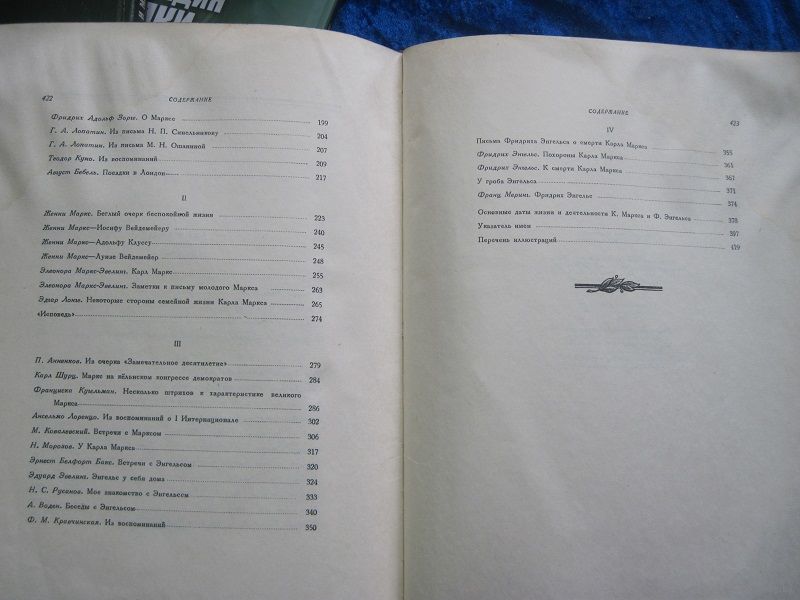 ДИН
422
СОДЕРЖАНИЕ
Фридрих Адольф Зорге. О Марксе 199
Г. А. Лопатин. Из письма Н. П. Синельникову 204
Г. А. Лопатин. Из письма М. Н. Ошаниной 207
Теодор Куно. Из воспоминаний 209
Август Бебель. Поездки в Лондон 217
II
Женни Маркс. Беглый очерк беспокойной жизни 223
Женни Маркс—Иосифу Вейдемейеру 240
Женни Маркс—Адольфу Клуссу 245
Женни Маркс—Луизе Вейдемейер 248
Элеонора Маркс-Эвелинг. Карл Маркс 255
Элеонора Маркс-Эвелинг. Заметки к письму молодого Маркса 263
Эдгар Лонге. Некоторые стороны семейной жизни Карла Маркса 265
«Исповедь» 274
III
П. Анненков. Из очерка «Замечательное десятилетие» 279
Карл Шурц. Маркс на кёльнском конгрессе демократов 284
Франциска Кугельман. Несколько штрихов к характеристике великого
Маркса 286
Ансельмо Лоренцо. Из воспоминаний о I Интернационале 302
М. Ковалевский. Встречи с Марксом 306
Н. Морозов. У Карла Маркса 317
Эрнест Белфорт Бакс. Встречи с Энгельсом 320
Эдуард Эвелинг. Энгельс у себя дома 324
Н. С. Русанов. Мое знакомство с Энгельсом 333
А. Воден. Беседы с Энгельсом 340
Ф. М. Кравчинская. Из воспоминаний 350
СОДЕРЖАНИЕ
423
IV
Письма Фридриха Энгельса о смерти Карла Маркса 355
Фридрих Энгельс. Похороны Карла Маркса 361
Фридрих Энгельс. К смерти Карла Маркса 367
У гроба Энгельса 371
Франц Меринг. Фридрих Энгельс 374
Основные даты жизни и деятельности К. Маркса и Ф. Энгельса 378
Указатель имен 397
Перечень иллюстраций 419